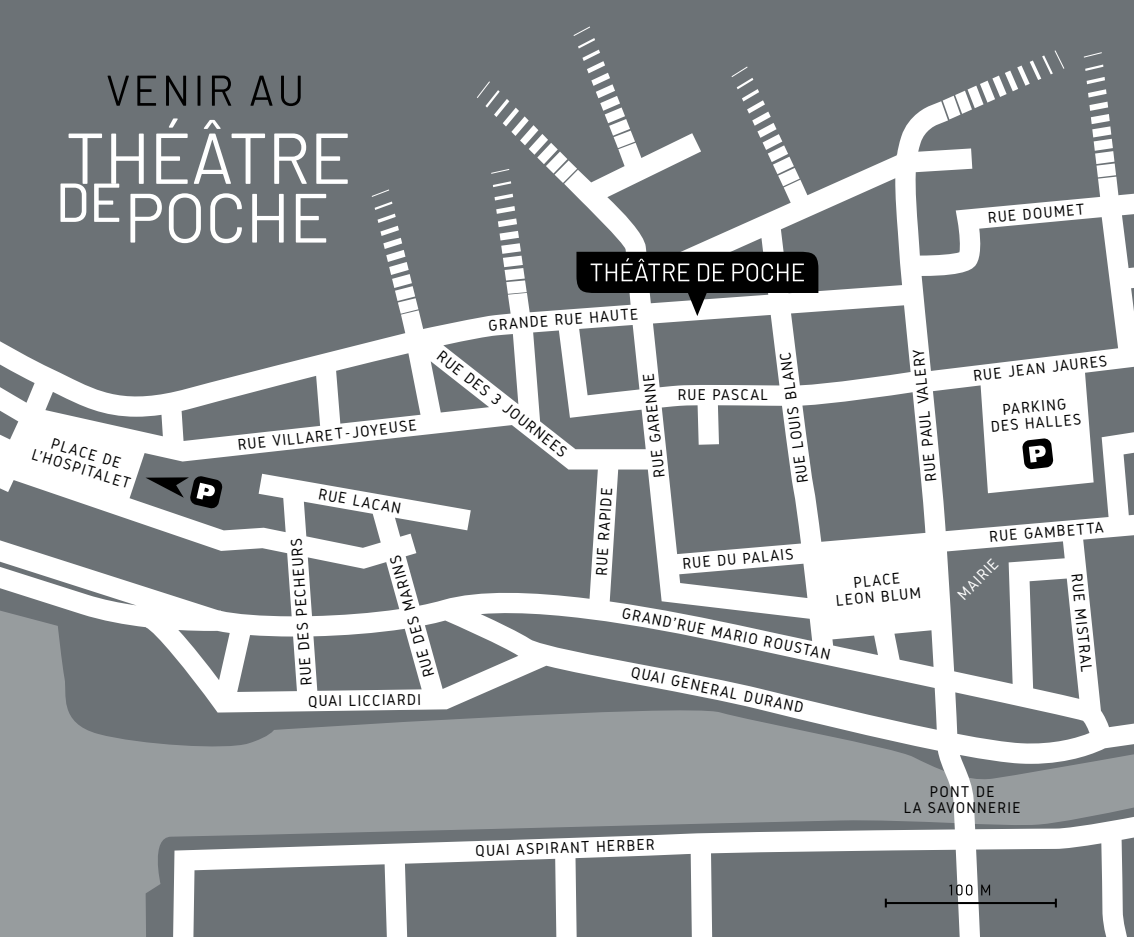 VENIR AU
THÉÂTRE
DE POCHE
RUE DOUMET
THÉÂTRE DE POCHE
GRANDE RUE HAUTE
RUE DES 3 JOURNEES
RUE JEAN JAURES
RUE PASCAL
RUE GARENNE
RUE LOUIS BLANC
RUE PAUL VALERY
PARKING
DES HALLES
P
RUE VILLARET-JOYEUSE
PLACE DE
L'HOSPITALET
P
RUE LACAN
RUE RAPIDE
RUE GAMBETTA
RUE DU PALAIS
PLACE
LEON BLUM
MAIRIE
RUE MISTRAL
RUE DES PECHEURS
RUE DES MARINS
GRAND'RUE MARIO ROUSTAN
QUAI GENERAL DURAND
QUAI LICCIARDI
PONT DE
LA SAVONNERIE
QUAI ASPIRANT HERBER
100 M